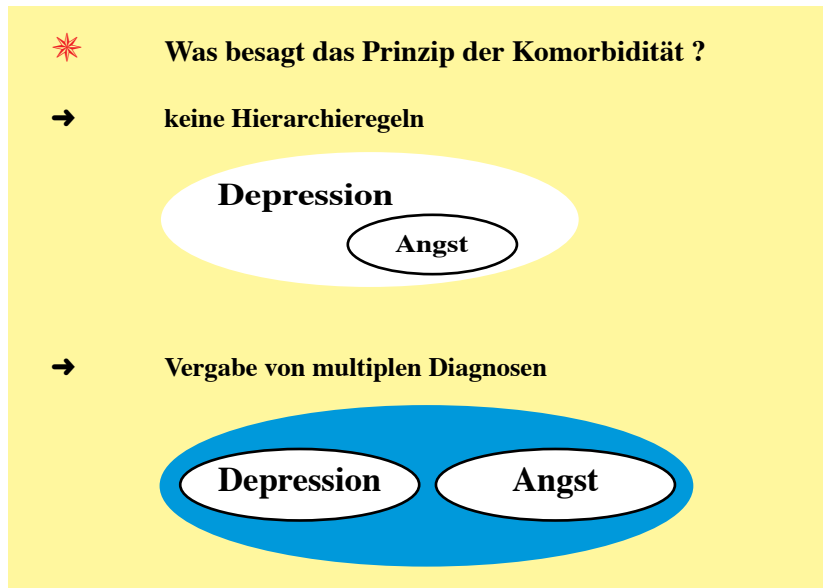 Was besagt das Prinzip der Komorbidität ?
keine Hierarchieregeln
Depression
Angst
Vergabe von multiplen Diagnosen
Depression Angst